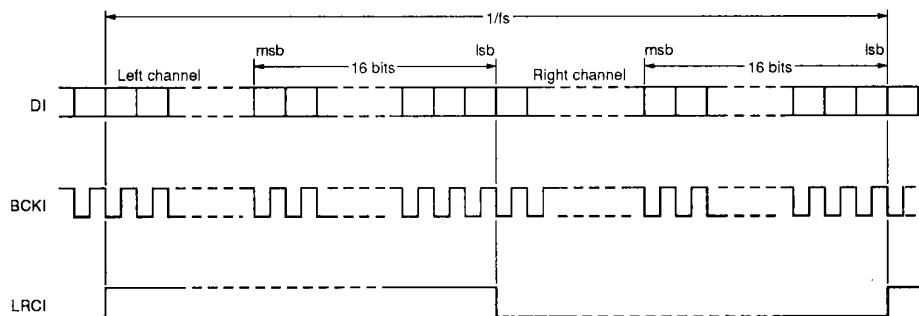 1/fs
msb lsb msb lsb
Left channel 16 bits Right channel 16 bits
DI
BCKI
LRCI